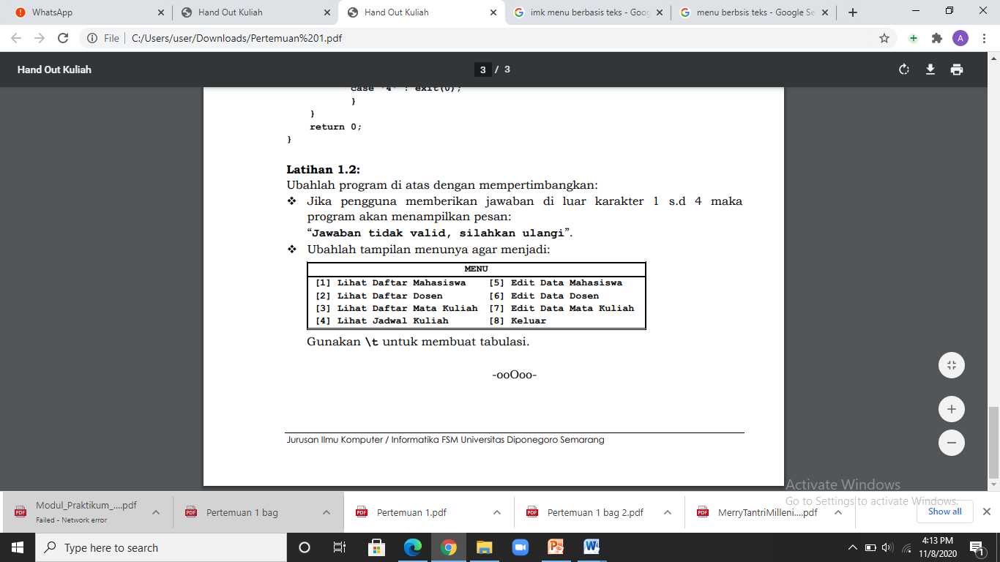 WhatsApp
Hand Out Kuliah
Hand Out Kuliah
imk menu berbasis teks - Goog
menu berbsis teks - Google Se
File | C:/Users/user/Downloads/Pertemuan%201.pdf
A
Hand Out Kuliah
3 / 3
case '4' : exit(0);
}
}
return 0;
}
Latihan 1.2:
Ubahlah program di atas dengan mempertimbangkan:
❖ Jika pengguna memberikan jawaban di luar karakter 1 s.d 4 maka
program akan menampilkan pesan:
“Jawaban tidak valid, silahkan ulangi”.
❖ Ubahlah tampilan menunya agar menjadi:
MENU
[1] Lihat Daftar Mahasiswa [5] Edit Data Mahasiswa
[2] Lihat Daftar Dosen [6] Edit Data Dosen
[3] Lihat Daftar Mata Kuliah [7] Edit Data Mata Kuliah
[4] Lihat Jadwal Kuliah [8] Keluar
Gunakan \t untuk membuat tabulasi.
-ooOoo-
Jurusan Ilmu Komputer / Informatika FSM Universitas Diponegoro Semarang
Activate Windows
Go to Settings to activate Windows.
PDF
Modul_Praktikum_....pdf
Failed - Network error
PDF
Pertemuan 1 bag
PDF
Pertemuan 1.pdf
PDF
Pertemuan 1 bag 2.pdf
PDF
MerryTantriMilleni....pdf
Show all
Type here to search
4:13 PM
11/8/2020
1